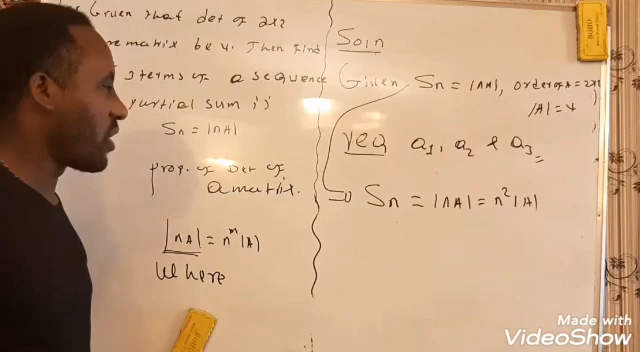 Given that det of 2x2
matrix be 4. Then find
terms of a sequence
partial sum is
Sn = |nA|
prop. of Det of
a matrix.
|nA| = n^m |A|
Where
Soln
Given Sn = |nA|, order of A = 2x2
|A| = 4
req a1, a2 & a3
Sn = |nA| = n²|A|
Made with
VideoShow